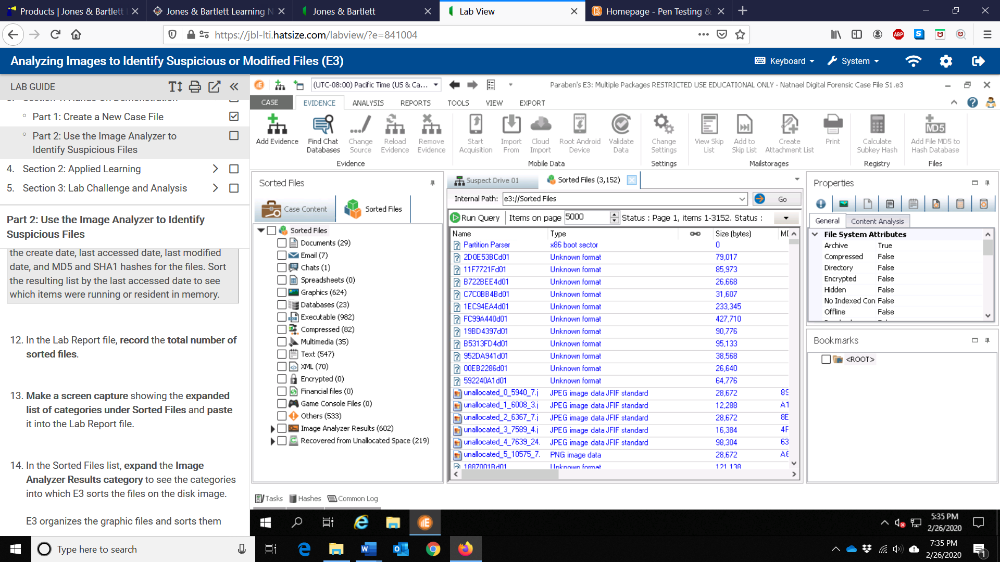 Products | Jones & Bartlett
Jones & Bartlett Learning N
Jones & Bartlett
Lab View
Homepage - Pen Testing &
https://jbl-lti.hatsize.com/labview/?e=841004
Analyzing Images to Identify Suspicious or Modified Files (E3)
Keyboard
System
LAB GUIDE
Part 1: Create a New Case File
Part 2: Use the Image Analyzer to
Identify Suspicious Files
4. Section 2: Applied Learning
5. Section 3: Lab Challenge and Analysis
Part 2: Use the Image Analyzer to Identify
Suspicious Files
the create date, last accessed date, last modified
date, and MD5 and SHA1 hashes for the files. Sort
the resulting list by the last accessed date to see
which items were running or resident in memory.
12. In the Lab Report file, record the total number of
sorted files.
13. Make a screen capture showing the expanded
list of categories under Sorted Files and paste
it into the Lab Report file.
14. In the Sorted Files list, expand the Image
Analyzer Results category to see the categories
into which E3 sorts the files on the disk image.
E3 organizes the graphic files and sorts them
(UTC-08:00) Pacific Time (US & Ca...
Paraben's E3: Multiple Packages RESTRICTED USE EDUCATIONAL ONLY - Natnael Digital Forensic Case File S1.e3
CASE EVIDENCE ANALYSIS REPORTS TOOLS VIEW EXPORT
Add Evidence
Find Chat
Databases
Change
Source
Reload
Evidence
Remove
Evidence
Evidence
Start
Acquisition
Import
From
Cloud
Import
Root Android
Device
Validate
Data
Mobile Data
Change
Settings
Settings
View Skip
List
Add to
Skip List
Create
Attachment List
Print
Mailstorages
Calculate
Subkey Hash
Registry
MD5
Add File MD5 to
Hash Database
Files
Sorted Files
Case Content
Sorted Files
Sorted Files
Documents (29)
Email (7)
Chats (1)
Spreadsheets (0)
Graphics (624)
Databases (23)
Executable (982)
Compressed (82)
Multimedia (35)
Text (547)
XML (70)
Encrypted (0)
Financial files (0)
Game Console Files (0)
Others (533)
Image Analyzer Results (602)
Recovered from Unallocated Space (219)
Suspect Drive 01
Sorted Files (3,152)
Internal Path: e3://Sorted Files Go
Run Query Items on page 5000 Status : Page 1, items 1-3152. Status :
Name Type Size (bytes)
Partition Parser x86 boot sector 0
2D0E53BCd01 Unknown format 79,017
11F7721Fd01 Unknown format 85,973
B722BEE4d01 Unknown format 26,668
C7C0BB4Bd01 Unknown format 31,607
1EC94EA4d01 Unknown format 233,345
FC99A440d01 Unknown format 427,710
19BD4397d01 Unknown format 90,776
B5313FD4d01 Unknown format 95,133
952DA941d01 Unknown format 38,568
00EB2286d01 Unknown format 26,640
592240A1d01 Unknown format 64,776
unallocated_0_5940_7.j JPEG image data JFIF standard 28,672
unallocated_1_6008_3.j JPEG image data JFIF standard 12,288 A1
unallocated_2_6367_7.j JPEG image data JFIF standard 28,672 8E
unallocated_3_7589_4.j JPEG image data JFIF standard 16,384 4F
unallocated_4_7639_24. JPEG image data JFIF standard 98,304 63
unallocated_5_10575_7. PNG image data 28,672
1887001Bd01 Unknown format 121,138
Properties
General Content Analysis
File System Attributes
Archive True
Compressed False
Directory False
Encrypted False
Hidden False
No Indexed Con False
Offline False
Bookmarks
<ROOT>
Tasks Hashes Common Log
5:35 PM
2/26/2020
Type here to search
7:35 PM
2/26/2020
1